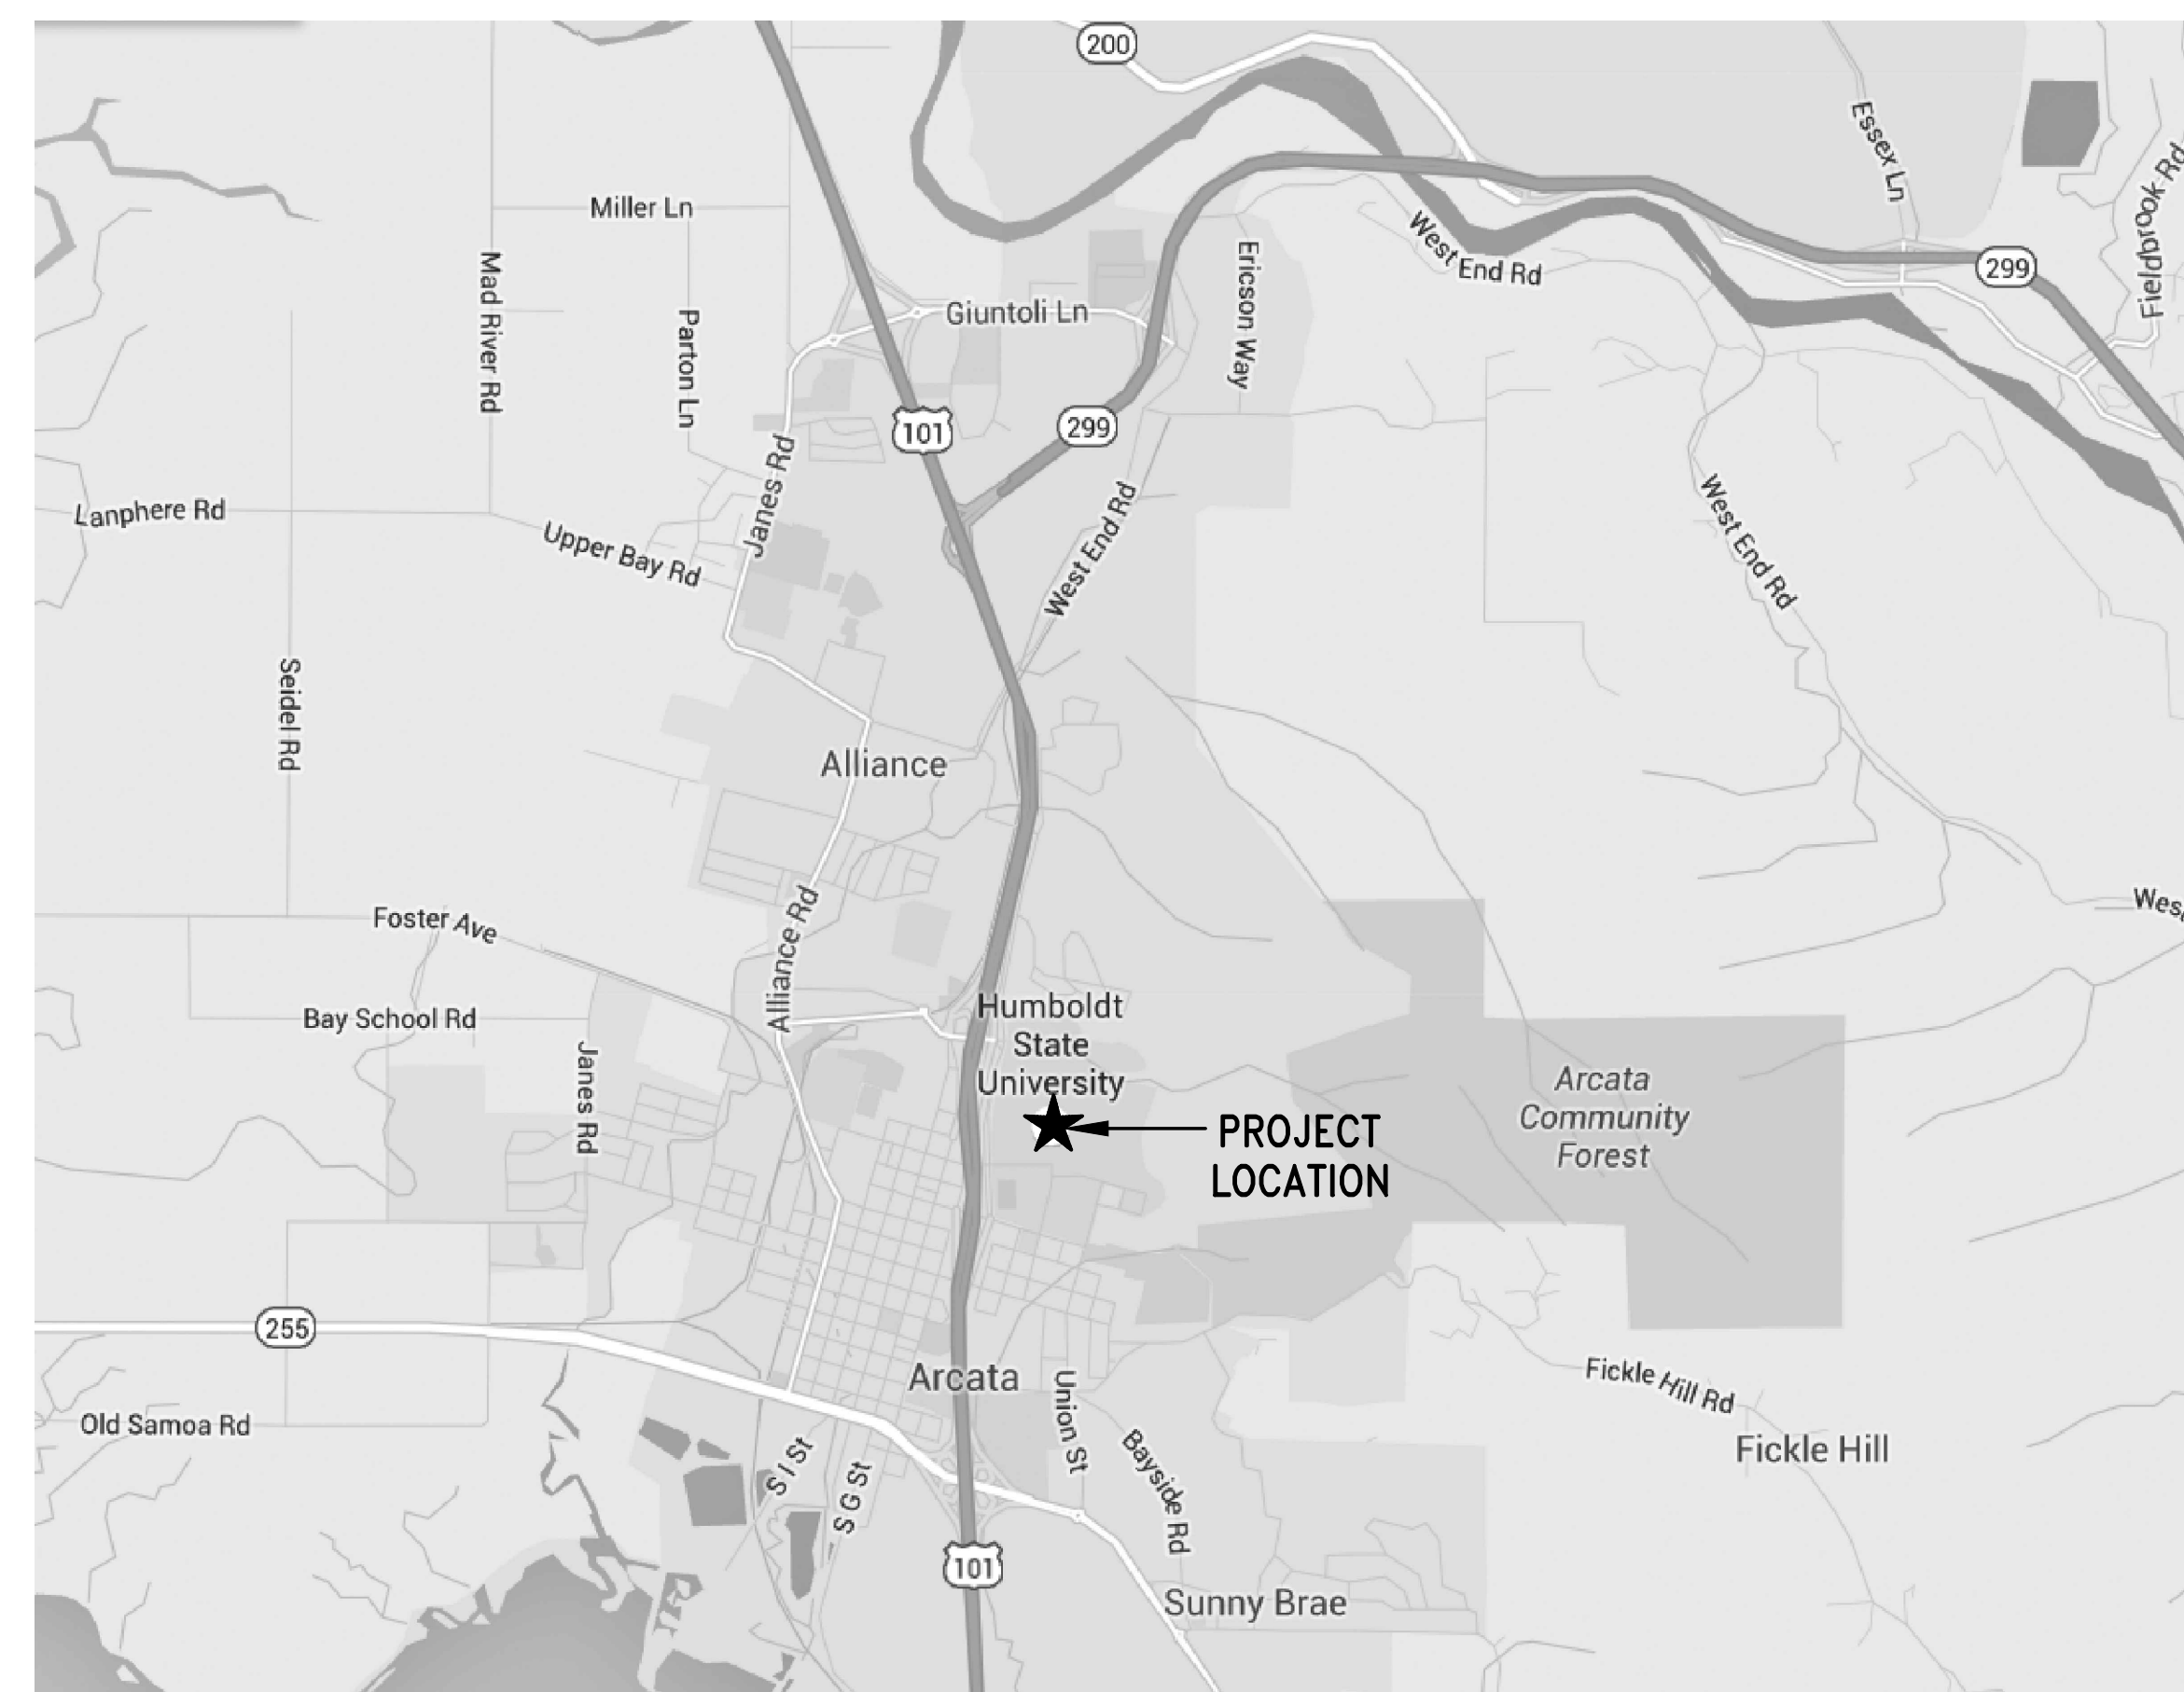 200
Essex Ln
Fieldbrook Rd
Miller Ln
West End Rd
299
Mad River Rd
Parton Ln
Giuntoli Ln
Ericson Way
101
299
Janes Rd
Lanphere Rd
Upper Bay Rd
West End Rd
West End Rd
Seidel Rd
Alliance
Foster Ave
Alliance Rd
Wes
Bay School Rd
Humboldt
State
University
Janes Rd
Arcata
Community
Forest
PROJECT
LOCATION
255
Arcata
Union St
Fickle Hill Rd
Old Samoa Rd
Fickle Hill
S I St
S G St
Bayside Rd
101
Sunny Brae